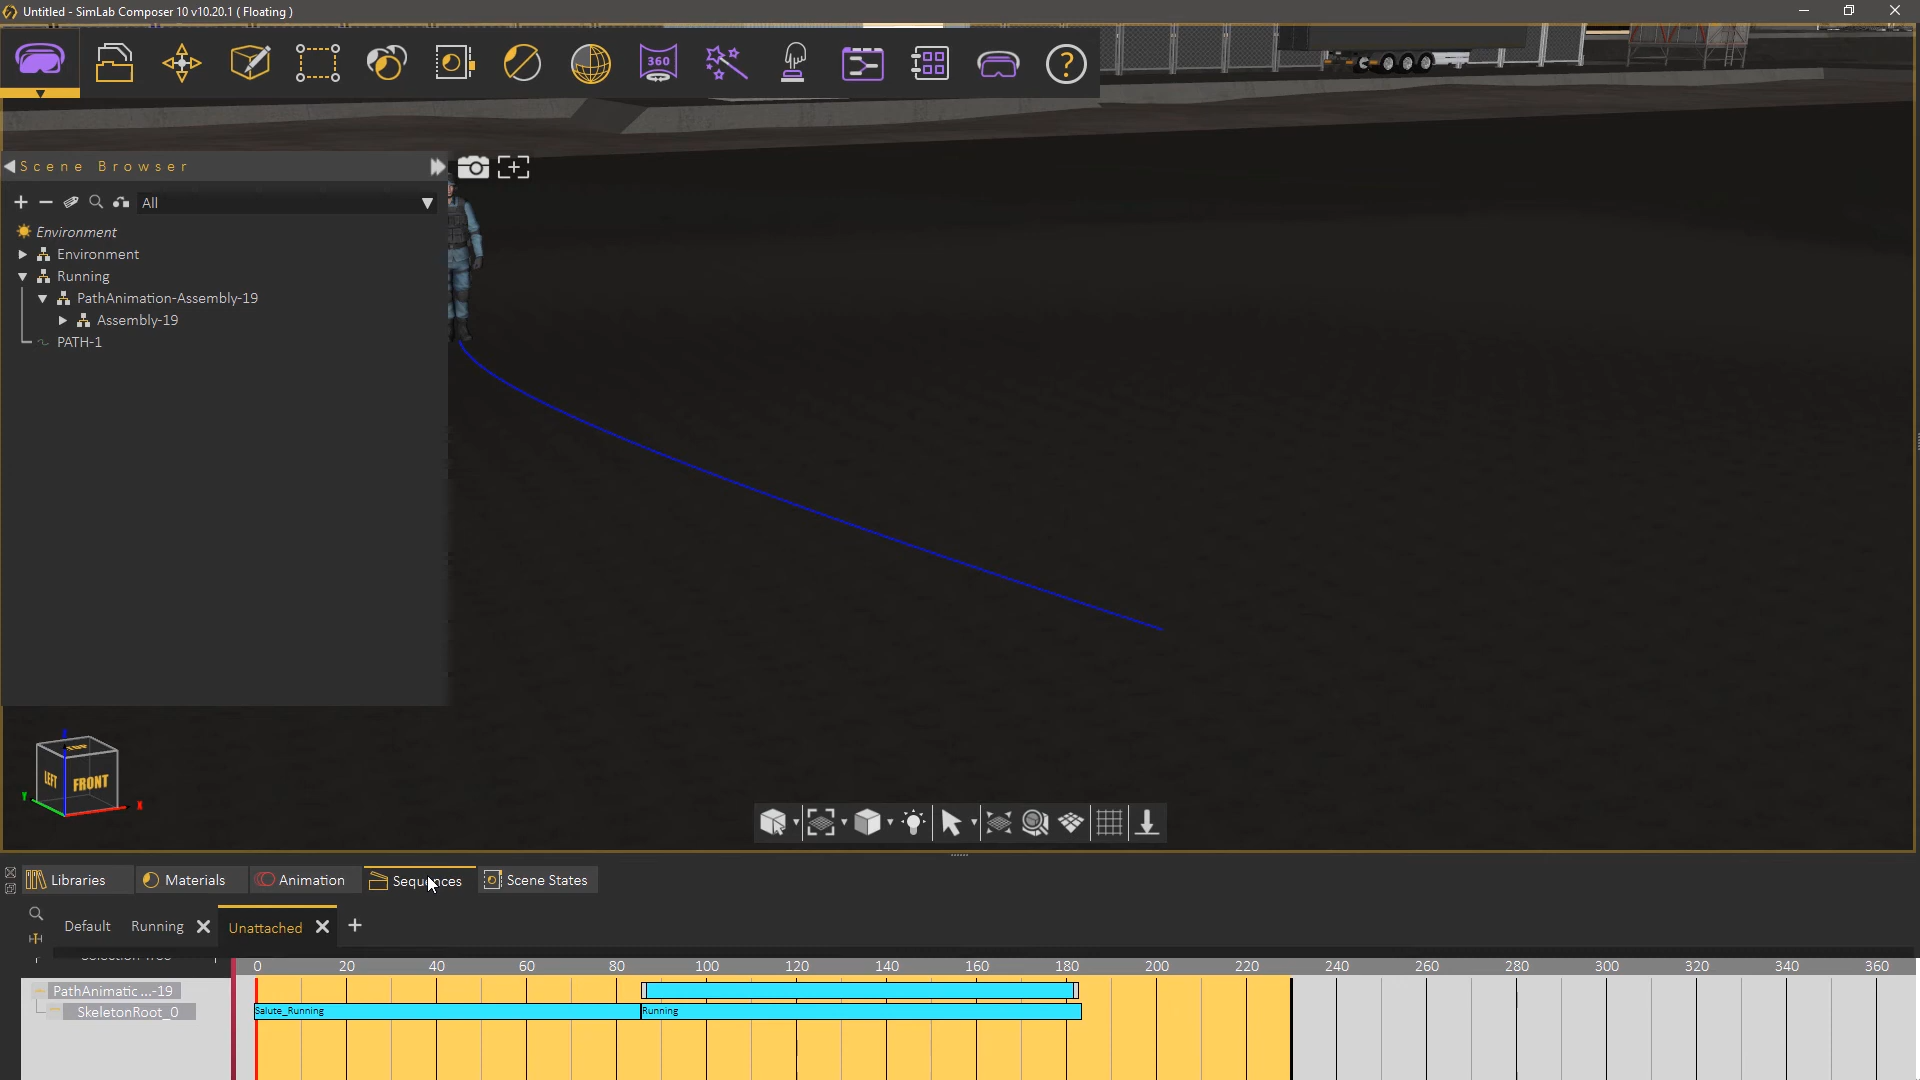 Untitled - SimLab Composer 10 v10.20.1 ( Floating )
360
?
Scene Browser
All
Environment
Environment
Running
PathAnimation-Assembly-19
Assembly-19
PATH-1
TOP
LEFT
FRONT
Y
X
Libraries
Materials
Animation
Sequences
Scene States
Default
Running
Unattached
0 20 40 60 80 100 120 140 160 180 200 220 240 260 280 300 320 340 360
PathAnimatic ...-19
SkeletonRoot_0
Salute_Running
Running